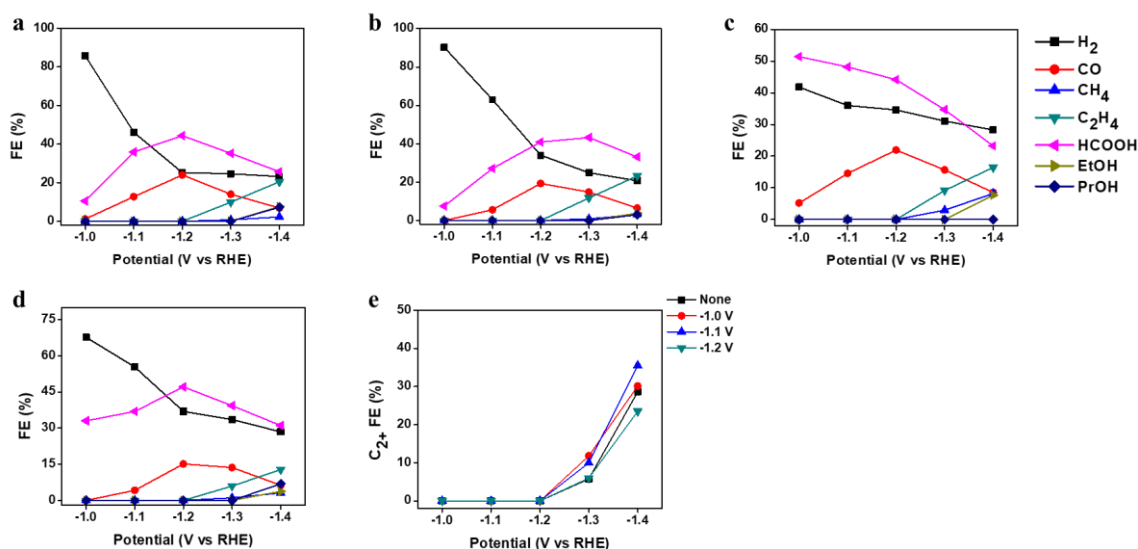 a
FE (%)
100
80
60
40
20
0
-1.0 -1.1 -1.2 -1.3 -1.4
Potential (V vs RHE)
b
FE (%)
100
80
60
40
20
0
-1.0 -1.1 -1.2 -1.3 -1.4
Potential (V vs RHE)
c
FE (%)
60
50
40
30
20
10
0
-1.0 -1.1 -1.2 -1.3 -1.4
Potential (V vs RHE)
H2
CO
CH4
C2H4
HCOOH
EtOH
PrOH
d
FE (%)
75
60
45
30
15
0
-1.0 -1.1 -1.2 -1.3 -1.4
Potential (V vs RHE)
e
C2+ FE (%)
50
40
30
20
10
0
-1.0 -1.1 -1.2 -1.3 -1.4
Potential (V vs RHE)
None
-1.0 V
-1.1 V
-1.2 V